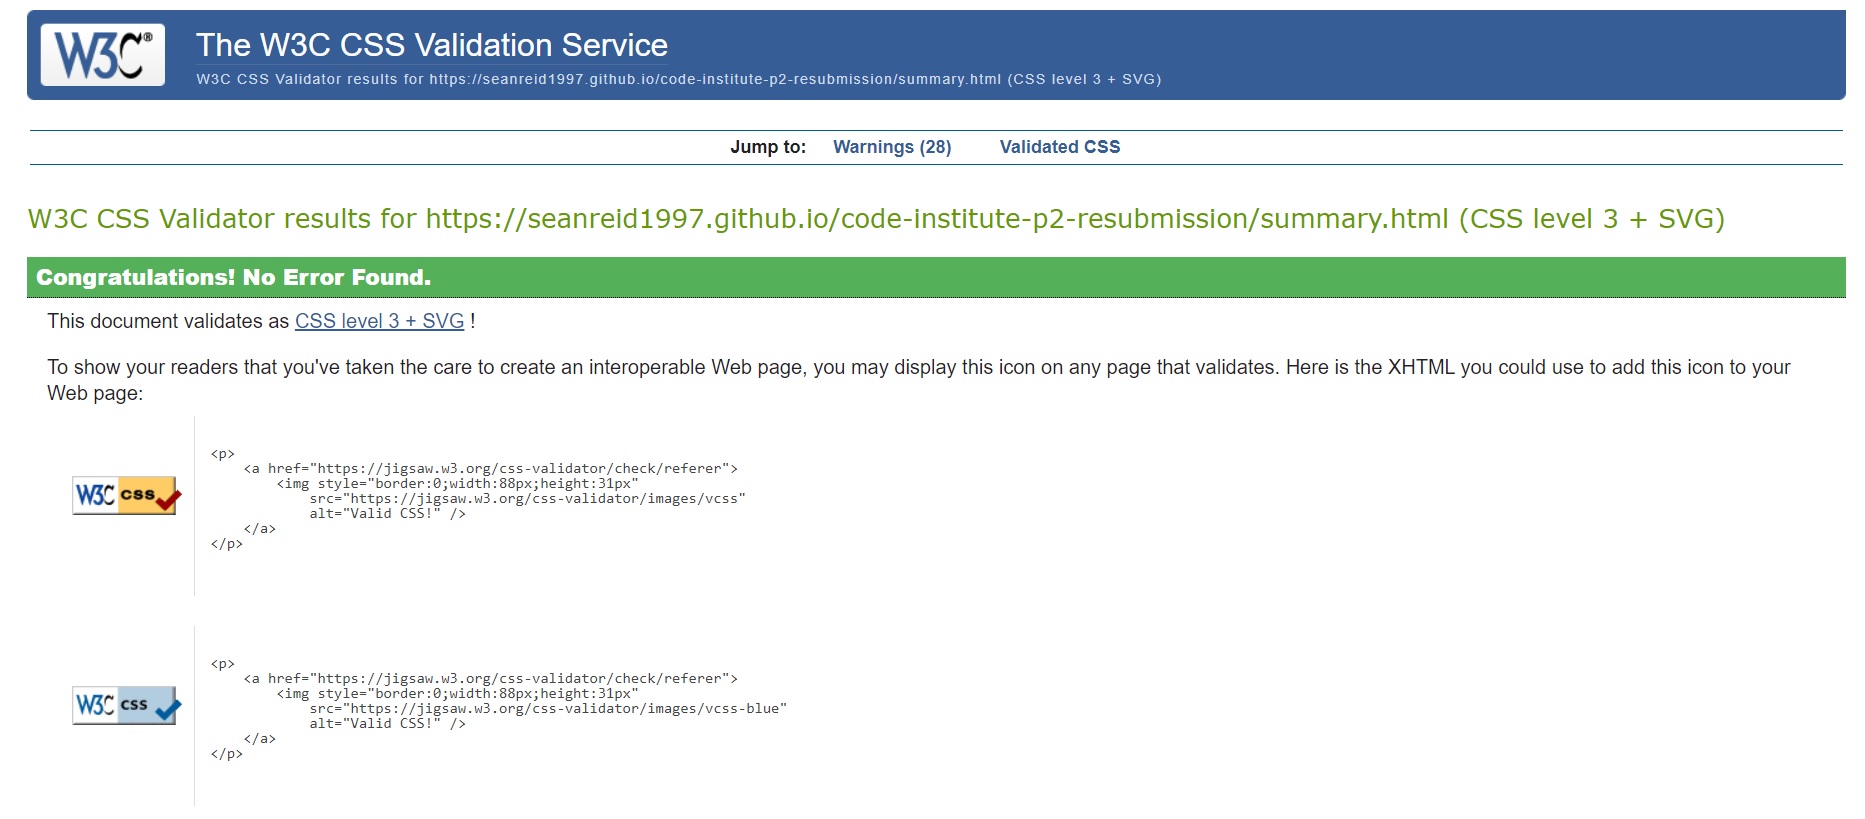 W3C®
The W3C CSS Validation Service
W3C CSS Validator results for https://seanreid1997.github.io/code-institute-p2-resubmission/summary.html (CSS level 3 + SVG)
Jump to: Warnings (28) Validated CSS
W3C CSS Validator results for https://seanreid1997.github.io/code-institute-p2-resubmission/summary.html (CSS level 3 + SVG)
Congratulations! No Error Found.
This document validates as CSS level 3 + SVG !
To show your readers that you've taken the care to create an interoperable Web page, you may display this icon on any page that validates. Here is the XHTML you could use to add this icon to your
Web page:
W3C css
<p>
<a href="https://jigsaw.w3.org/css-validator/check/referer">
<img style="border:0;width:88px;height:31px"
src="https://jigsaw.w3.org/css-validator/images/vcss"
alt="Valid CSS!" />
</a>
</p>
W3C css
<p>
<a href="https://jigsaw.w3.org/css-validator/check/referer">
<img style="border:0;width:88px;height:31px"
src="https://jigsaw.w3.org/css-validator/images/vcss-blue"
alt="Valid CSS!" />
</a>
</p>